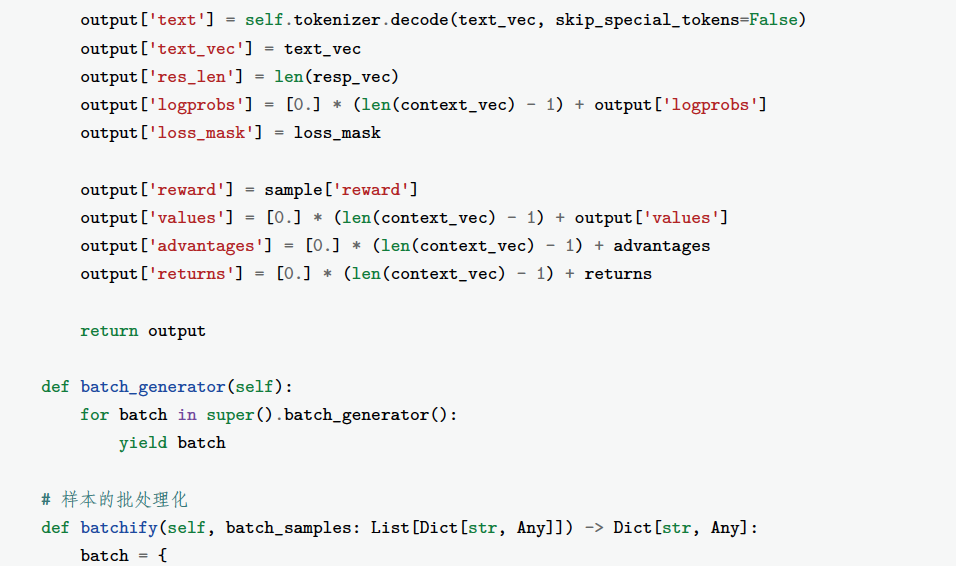 output['text'] = self.tokenizer.decode(text_vec, skip_special_tokens=False)
output['text_vec'] = text_vec
output['res_len'] = len(resp_vec)
output['logprobs'] = [0.] * (len(context_vec) - 1) + output['logprobs']
output['loss_mask'] = loss_mask
output['reward'] = sample['reward']
output['values'] = [0.] * (len(context_vec) - 1) + output['values']
output['advantages'] = [0.] * (len(context_vec) - 1) + advantages
output['returns'] = [0.] * (len(context_vec) - 1) + returns
return output
def batch_generator(self):
for batch in super().batch_generator():
yield batch
# 样本的批处理化
def batchify(self, batch_samples: List[Dict[str, Any]]) -> Dict[str, Any]:
batch = {